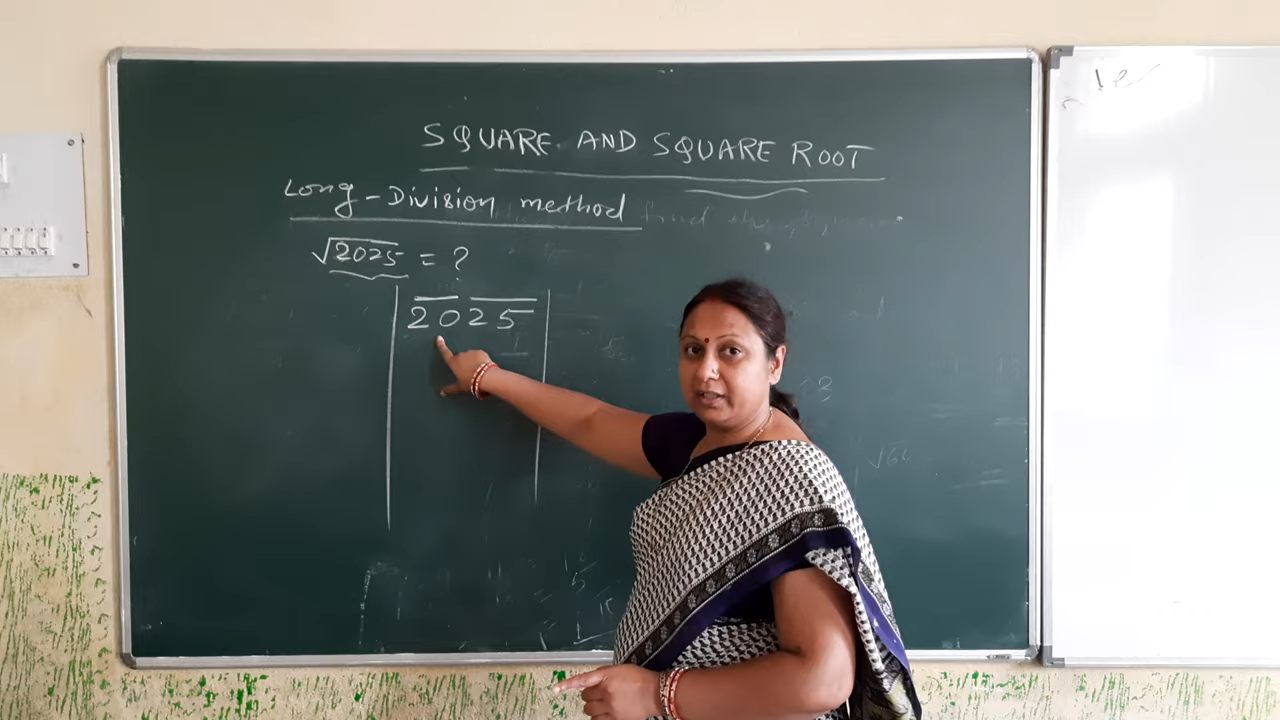 SQUARE AND SQUARE ROOT
Long-Division method
√2025 = ?
2025